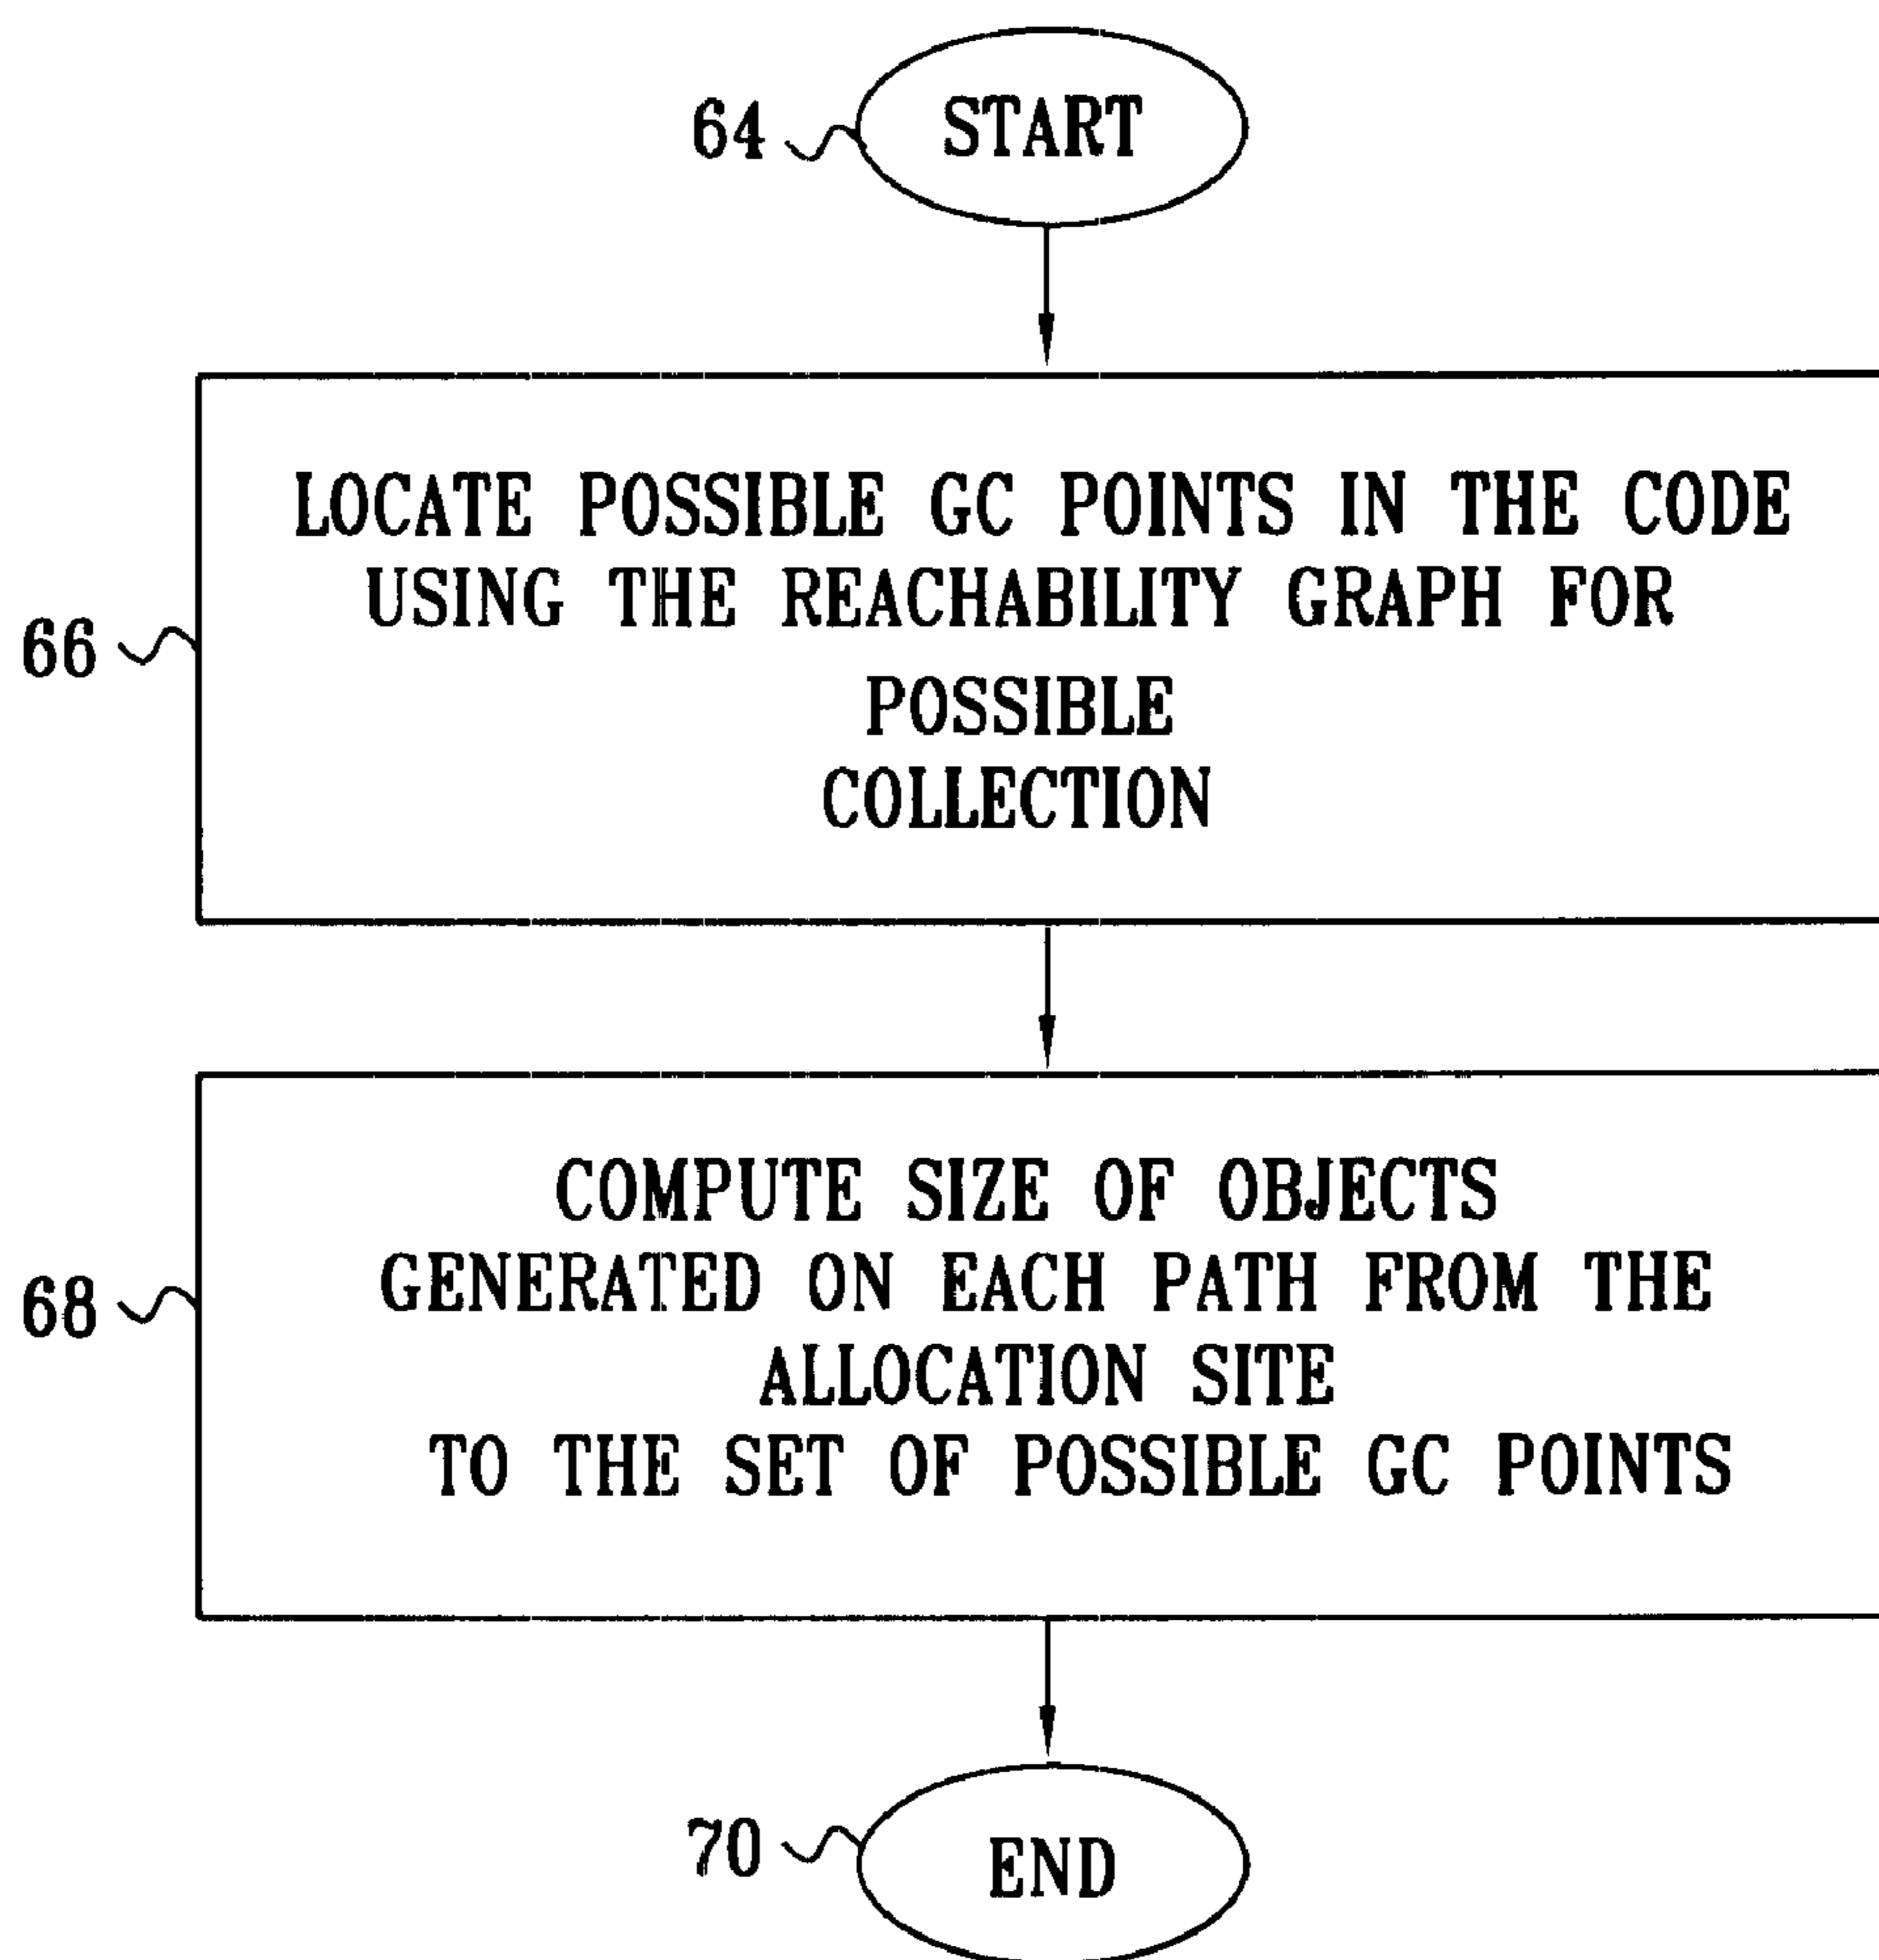 64 START
LOCATE POSSIBLE GC POINTS IN THE CODE
USING THE REACHABILITY GRAPH FOR
66
POSSIBLE
COLLECTION
COMPUTE SIZE OF OBJECTS
GENERATED ON EACH PATH FROM THE
68
ALLOCATION SITE
TO THE SET OF POSSIBLE GC POINTS
70 END